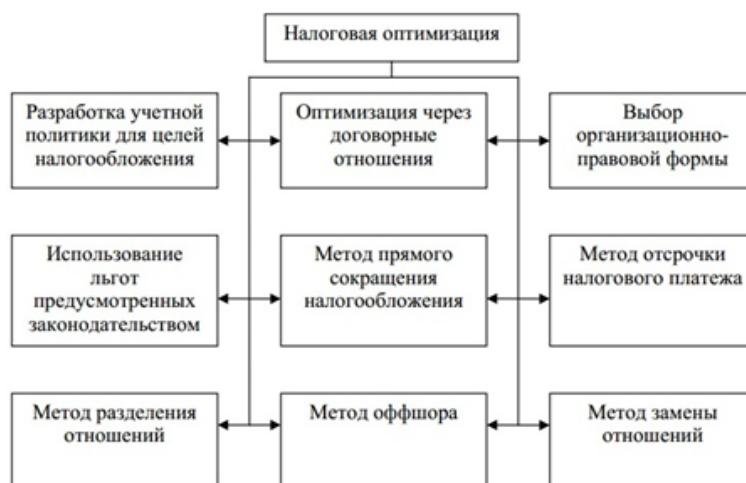 Налоговая оптимизация
Разработка учетной
политики для целей
налогообложения
Оптимизация через
договорные
отношения
Выбор
организационно-
правовой формы
Использование
льгот
предусмотренных
законодательством
Метод прямого
сокращения
налогообложения
Метод отсрочки
налогового платежа
Метод разделения
отношений
Метод оффшора
Метод замены
отношений